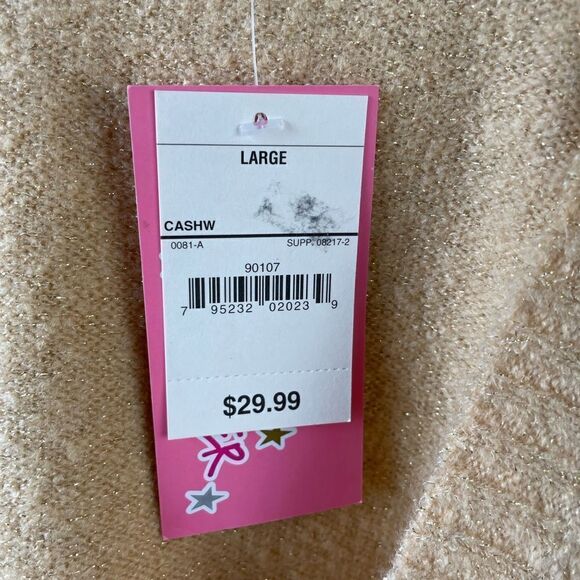 LARGE
CASHW
0081-A SUPP. 08217-2
90107
7 95232 02023 9
$29.99